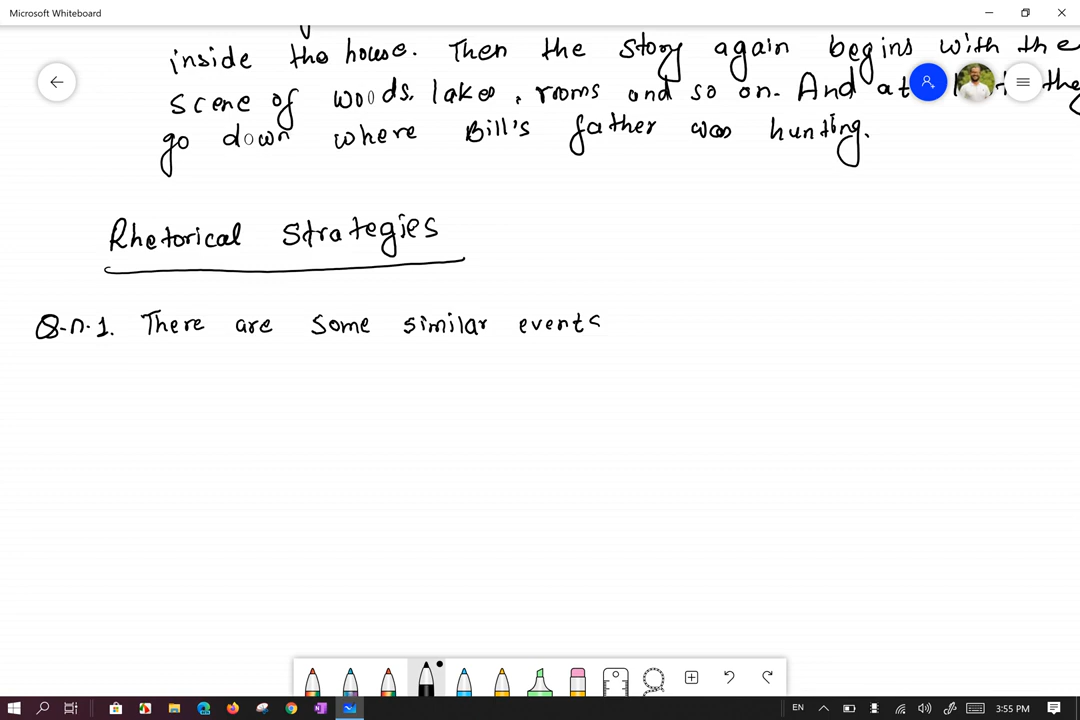 Microsoft Whiteboard
inside the house. Then the story again begins with the
scene of woods, lakes, rooms and so on. And at they
go down where Bill's father was hunting.
Rhetorical Strategies
Q.n.1. There are some similar events
EN
3:55 PM